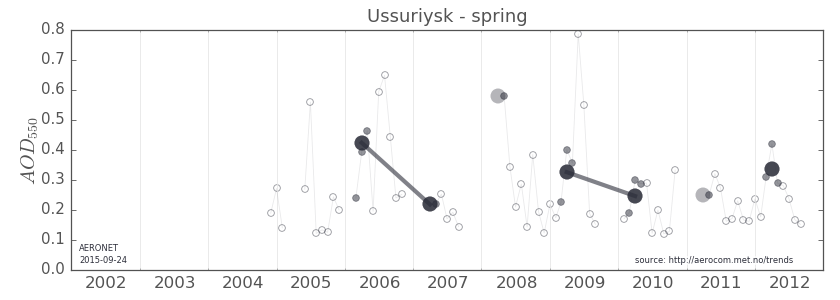 Ussuriysk - spring
AOD550
0.8
0.7
0.6
0.5
0.4
0.3
0.2
0.1
0.0
AERONET
2015-09-24
source: http://aerocom.met.no/trends
2002 2003 2004 2005 2006 2007 2008 2009 2010 2011 2012